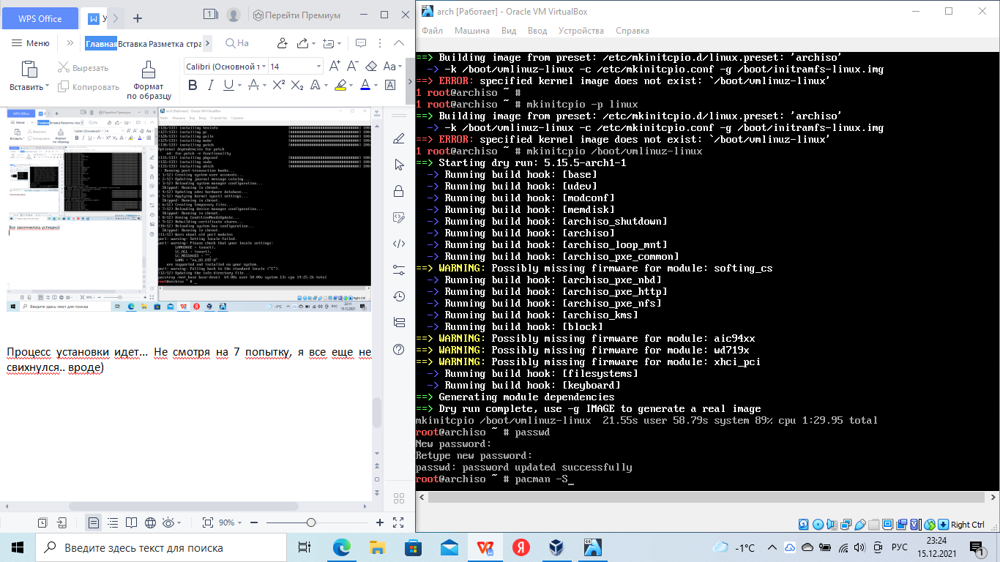 WPS Office
У
1
Перейти Премиум
Меню
Главная
Вставка
Разметка стра
На
Вставить
Вырезать
Копировать
Формат
по образцу
Calibri (Основной т
14
Процесс установки идет... Не смотря на 7 попытку, я все еще не
свихнулся.. вроде)
90%
arch [Работает] - Oracle VM VirtualBox
Файл Машина Вид Ввод Устройства Справка
==> Building image from preset: /etc/mkinitcpio.d/linux.preset: 'archiso'
-> -k /boot/vmlinuz-linux -c /etc/mkinitcpio.conf -g /boot/initramfs-linux.img
==> ERROR: specified kernel image does not exist: `/boot/vmlinuz-linux'
1 root@archiso ~ #
1 root@archiso ~ # mkinitcpio -p linux
==> Building image from preset: /etc/mkinitcpio.d/linux.preset: 'archiso'
-> -k /boot/vmlinuz-linux -c /etc/mkinitcpio.conf -g /boot/initramfs-linux.img
==> ERROR: specified kernel image does not exist: `/boot/vmlinuz-linux'
1 root@archiso ~ # mkinitcpio /boot/vmlinuz-linux
==> Starting dry run: 5.15.5-arch1-1
-> Running build hook: [base]
-> Running build hook: [udev]
-> Running build hook: [modconf]
-> Running build hook: [memdisk]
-> Running build hook: [archiso_shutdown]
-> Running build hook: [archiso]
-> Running build hook: [archiso_loop_mnt]
-> Running build hook: [archiso_pxe_common]
==> WARNING: Possibly missing firmware for module: softing_cs
-> Running build hook: [archiso_pxe_nbd]
-> Running build hook: [archiso_pxe_http]
-> Running build hook: [archiso_pxe_nfs]
-> Running build hook: [archiso_kms]
-> Running build hook: [block]
==> WARNING: Possibly missing firmware for module: aic94xx
==> WARNING: Possibly missing firmware for module: wd719x
==> WARNING: Possibly missing firmware for module: xhci_pci
-> Running build hook: [filesystems]
-> Running build hook: [keyboard]
==> Generating module dependencies
==> Dry run complete, use -g IMAGE to generate a real image
mkinitcpio /boot/vmlinuz-linux 21.55s user 58.79s system 89% cpu 1:29.95 total
root@archiso ~ # passwd
New password:
Retype new password:
passwd: password updated successfully
root@archiso ~ # pacman -S_
Right Ctrl
Введите здесь текст для поиска
-1°C
РУС
23:24
15.12.2021
1